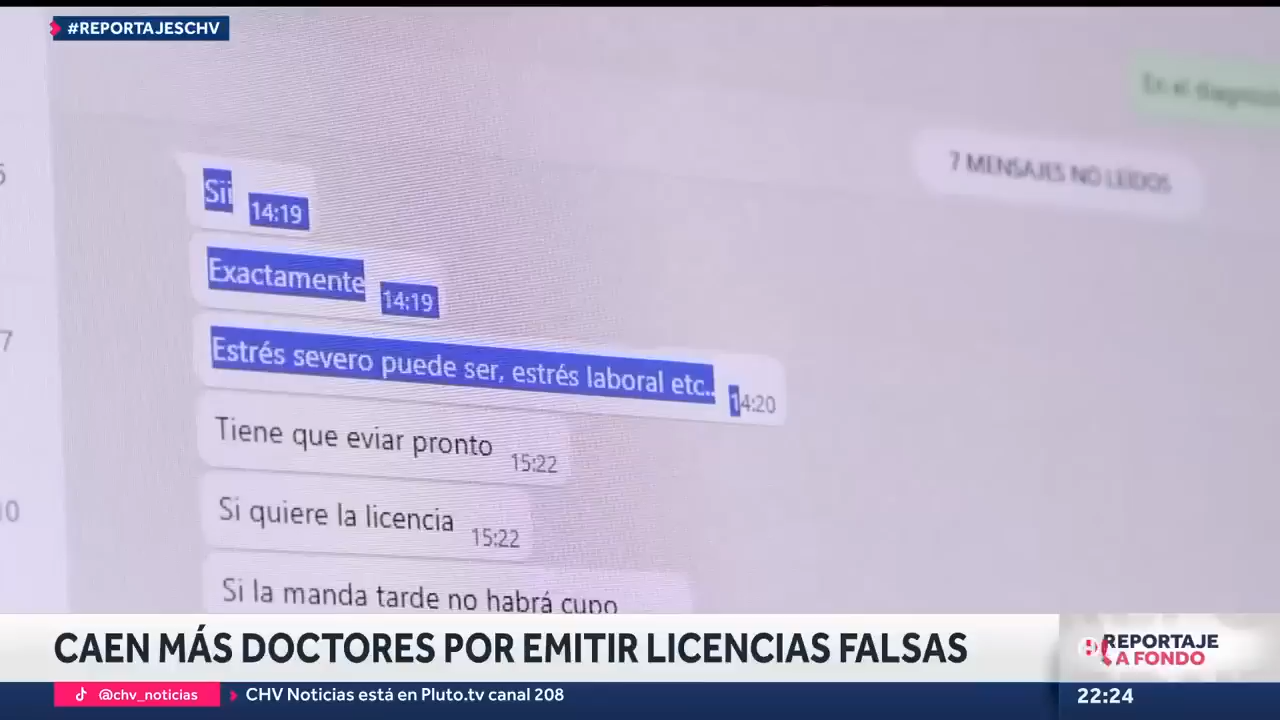 #REPORTAJESCHV
En el
7 MENSAJES NO LEIDOS
Sii 14:19
Exactamente 14:19
Estrés severo puede ser, estrés laboral etc.. 14:20
Tiene que eviar pronto 15:22
Si quiere la licencia 15:22
Si la manda tarde no habrá cupo
CAEN MÁS DOCTORES POR EMITIR LICENCIAS FALSAS
REPORTAJE
A FONDO
@chv_noticias
CHV Noticias está en Pluto.tv canal 208
22:24